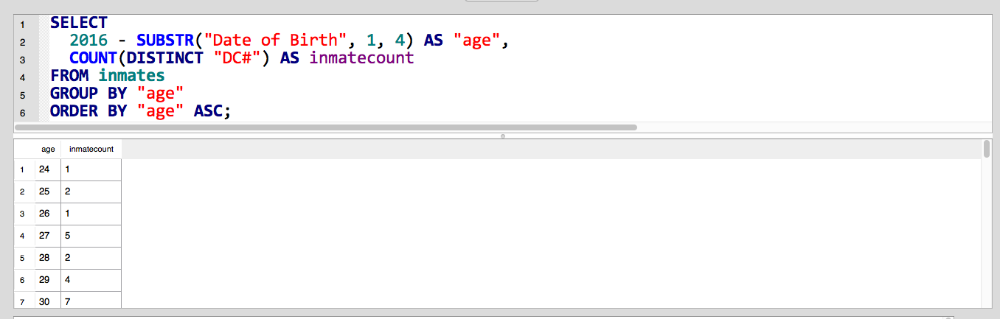 1 SELECT
2 2016 - SUBSTR("Date of Birth", 1, 4) AS "age",
3 COUNT(DISTINCT "DC#") AS inmatecount
4 FROM inmates
5 GROUP BY "age"
6 ORDER BY "age" ASC;
age inmatecount
1 24 1
2 25 2
3 26 1
4 27 5
5 28 2
6 29 4
7 30 7